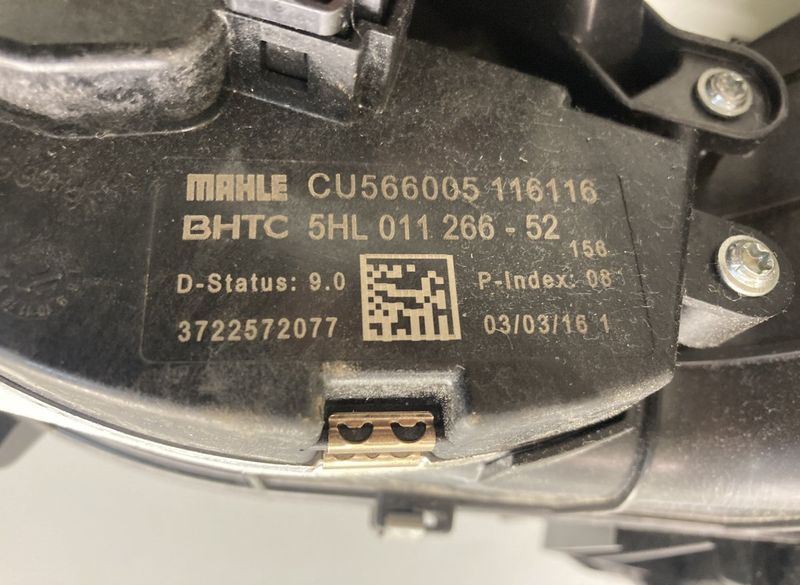 MAHLE CU566005 116116
BHTC 5HL 011 266 - 52
156
D-Status: 9.0 P-Index: 08
3722572077 03/03/16 1